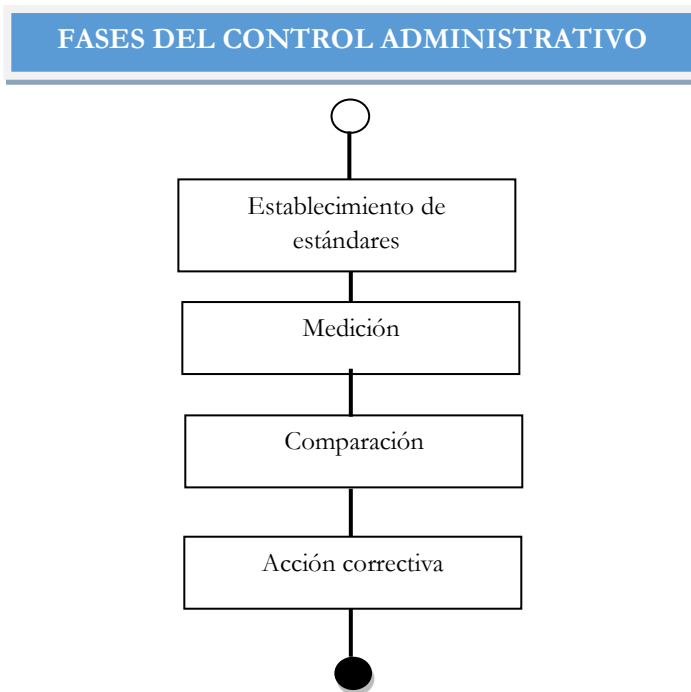 FASES DEL CONTROL ADMINISTRATIVO
Establecimiento de
estándares
Medición
Comparación
Acción correctiva